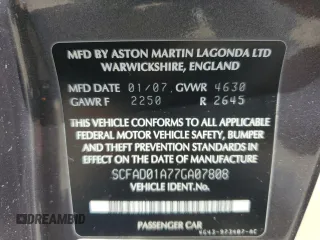 MFD BY ASTON MARTIN LAGONDA LTD
WARWICKSHIRE, ENGLAND
MFD DATE 01/07 GVWR 4630
GAWR F 2250 R 2645
THIS VEHICLE CONFORMS TO ALL APPLICABLE
FEDERAL MOTOR VEHICLE SAFETY, BUMPER
AND THEFT PREVENTION STANDARDS IN
EFFECT ON THE DATE OF MANUFACTURE
SHOWN ABOVE
SCFAD01A77GA07808
VEHICLE IDENT. NO.
PASSENGER CAR